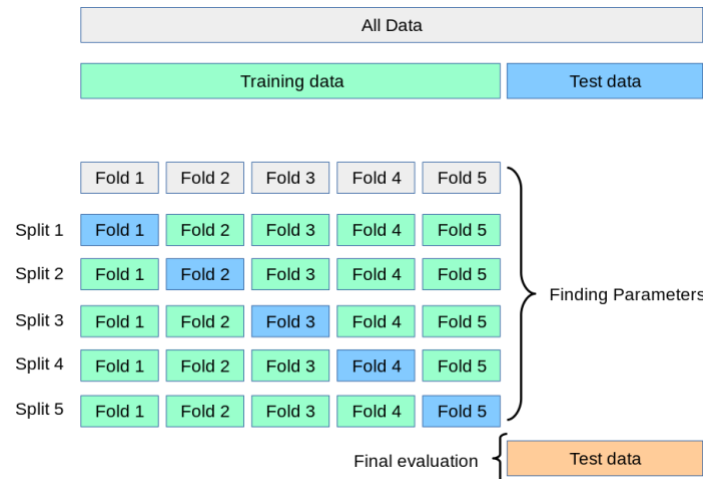 All Data
Training data Test data
Fold 1 Fold 2 Fold 3 Fold 4 Fold 5
Split 1 Fold 1 Fold 2 Fold 3 Fold 4 Fold 5
Split 2 Fold 1 Fold 2 Fold 3 Fold 4 Fold 5
Finding Parameters
Split 3 Fold 1 Fold 2 Fold 3 Fold 4 Fold 5
Split 4 Fold 1 Fold 2 Fold 3 Fold 4 Fold 5
Split 5 Fold 1 Fold 2 Fold 3 Fold 4 Fold 5
Final evaluation Test data